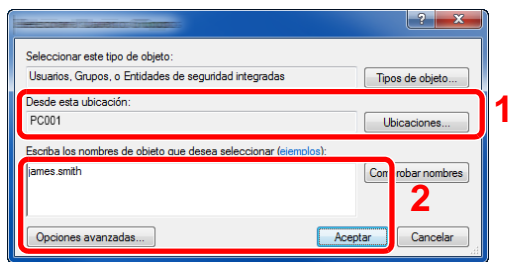 ?
X
Seleccionar este tipo de objeto:
Usuarios, Grupos, o Entidades de seguridad integradas
Tipos de objeto...
Desde esta ubicación:
PC001
Ubicaciones...
1
Escriba los nombres de objeto que desea seleccionar (ejemplos):
james.smith
Comprobar nombres
2
Opciones avanzadas...
Aceptar
Cancelar